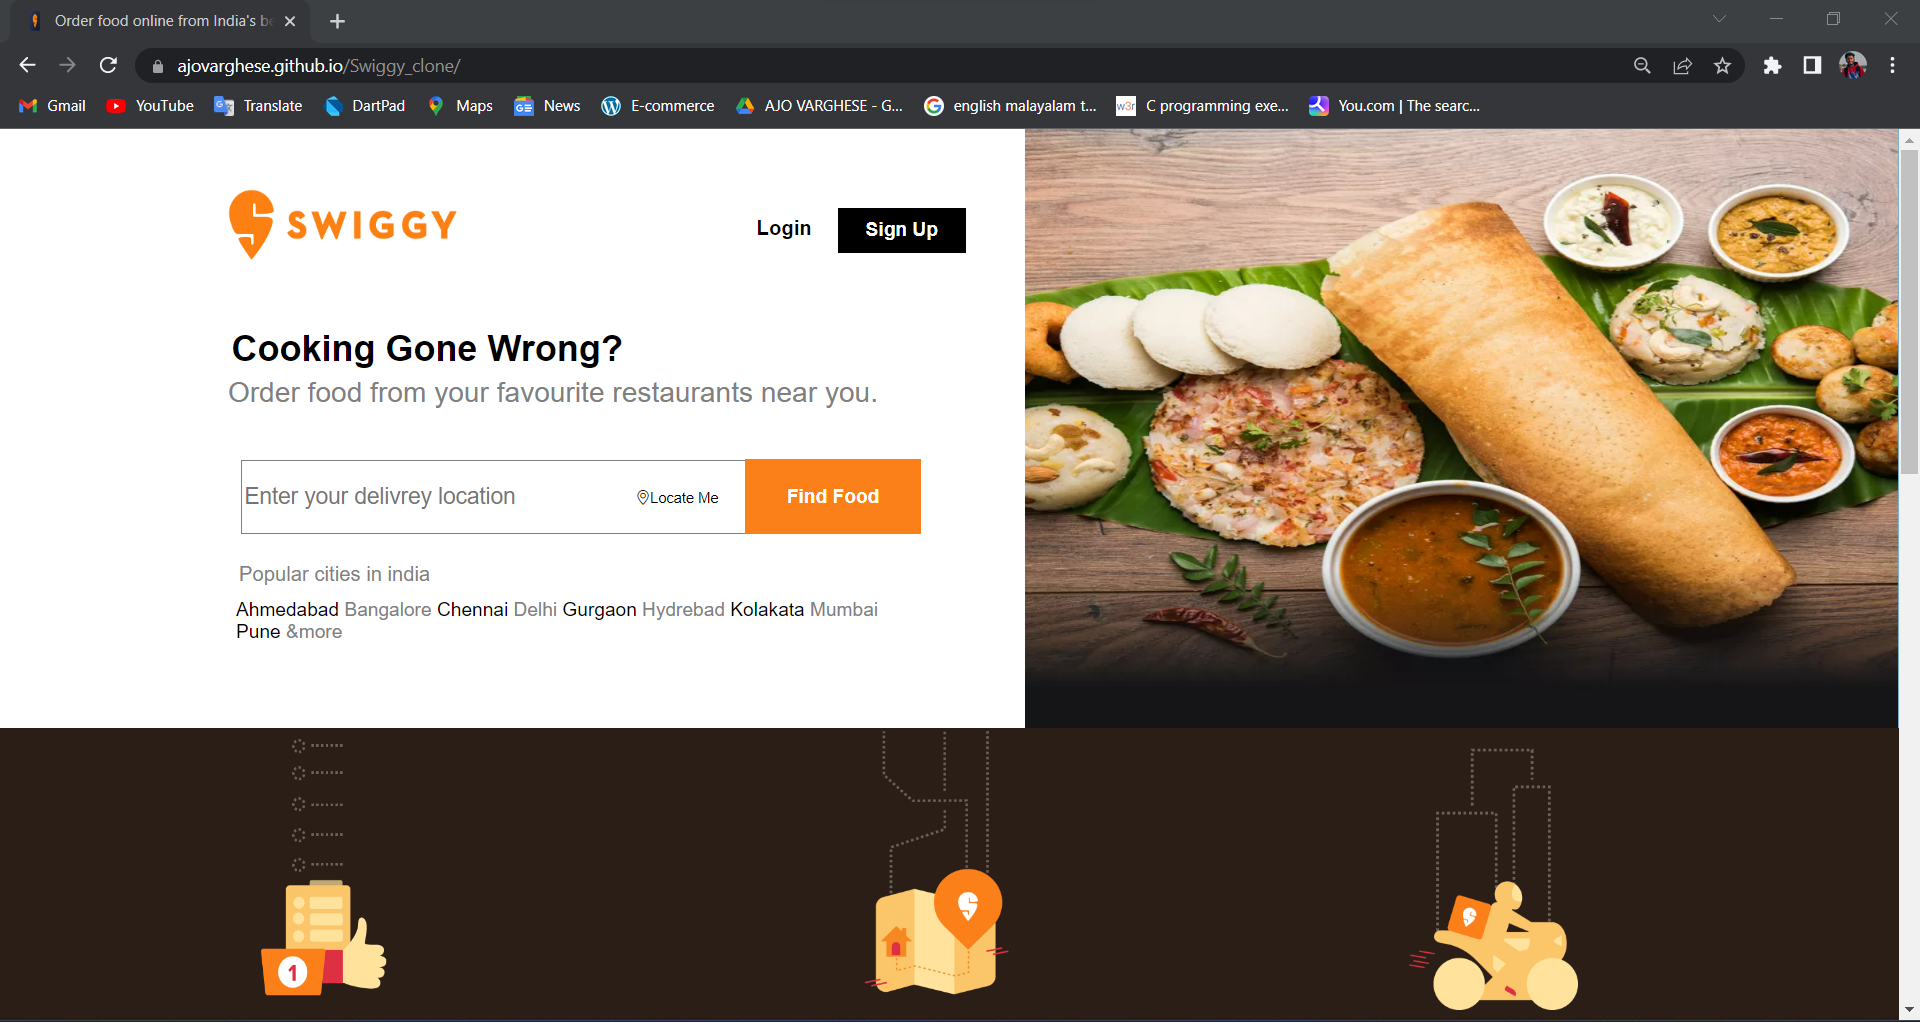 Order food online from India's be
ajovarghese.github.io/Swiggy_clone/
Gmail YouTube Translate DartPad Maps News E-commerce AJO VARGHESE - G... english malayalam t... w3r C programming exe... You.com | The searc...
SWIGGY
Login Sign Up
Cooking Gone Wrong?
Order food from your favourite restaurants near you.
Enter your delivrey location Locate Me Find Food
Popular cities in india
Ahmedabad Bangalore Chennai Delhi Gurgaon Hydrebad Kolakata Mumbai
Pune &more
1